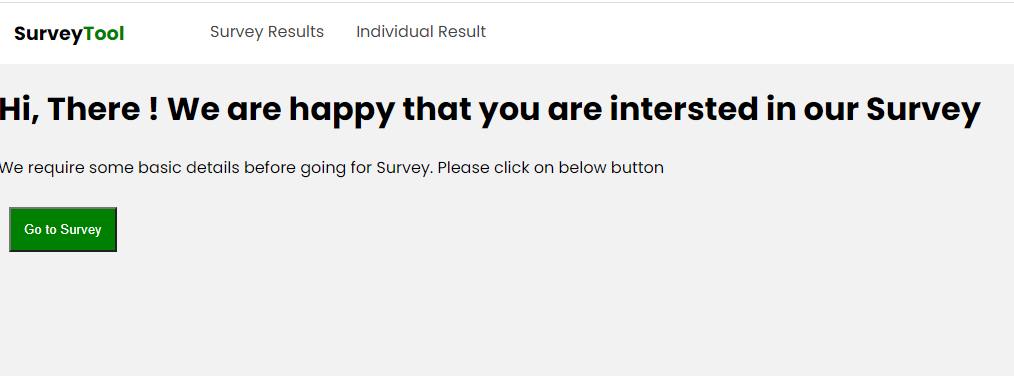 SurveyTool Survey Results Individual Result
Hi, There ! We are happy that you are intersted in our Survey
We require some basic details before going for Survey. Please click on below button
Go to Survey